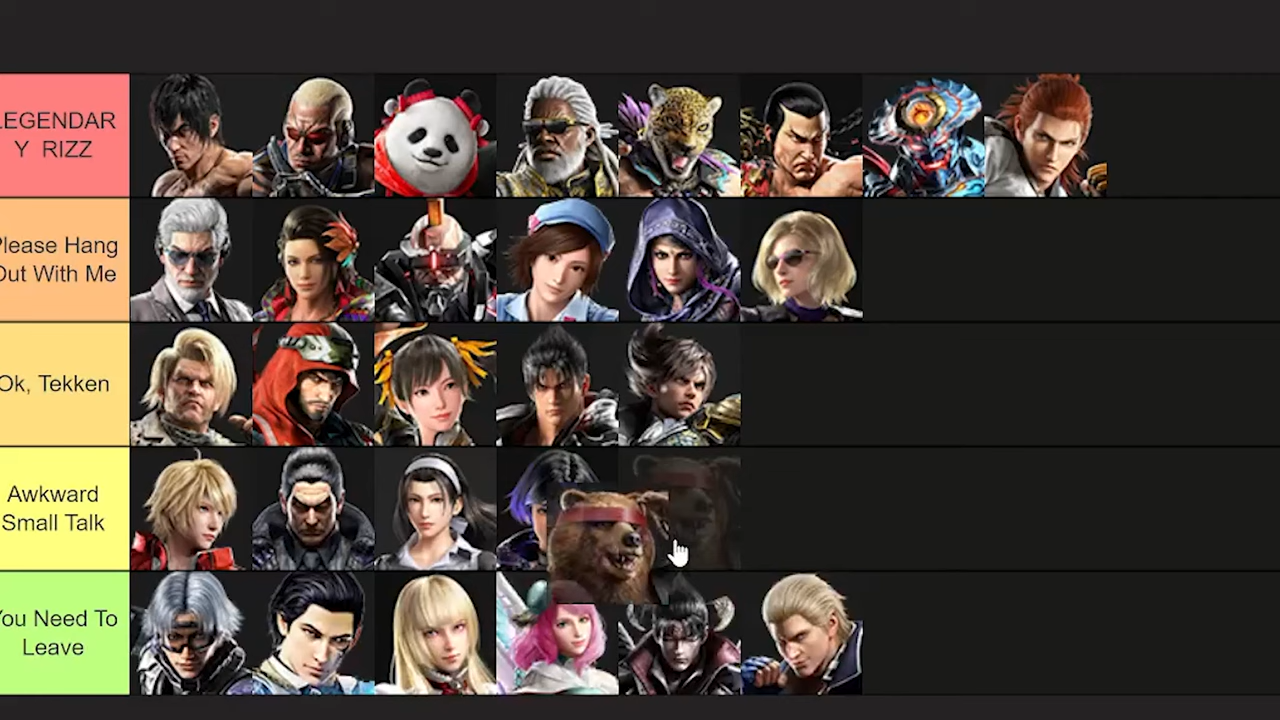 LEGENDAR
Y RIZZ
Please Hang
Out With Me
Ok, Tekken
Awkward
Small Talk
You Need To
Leave